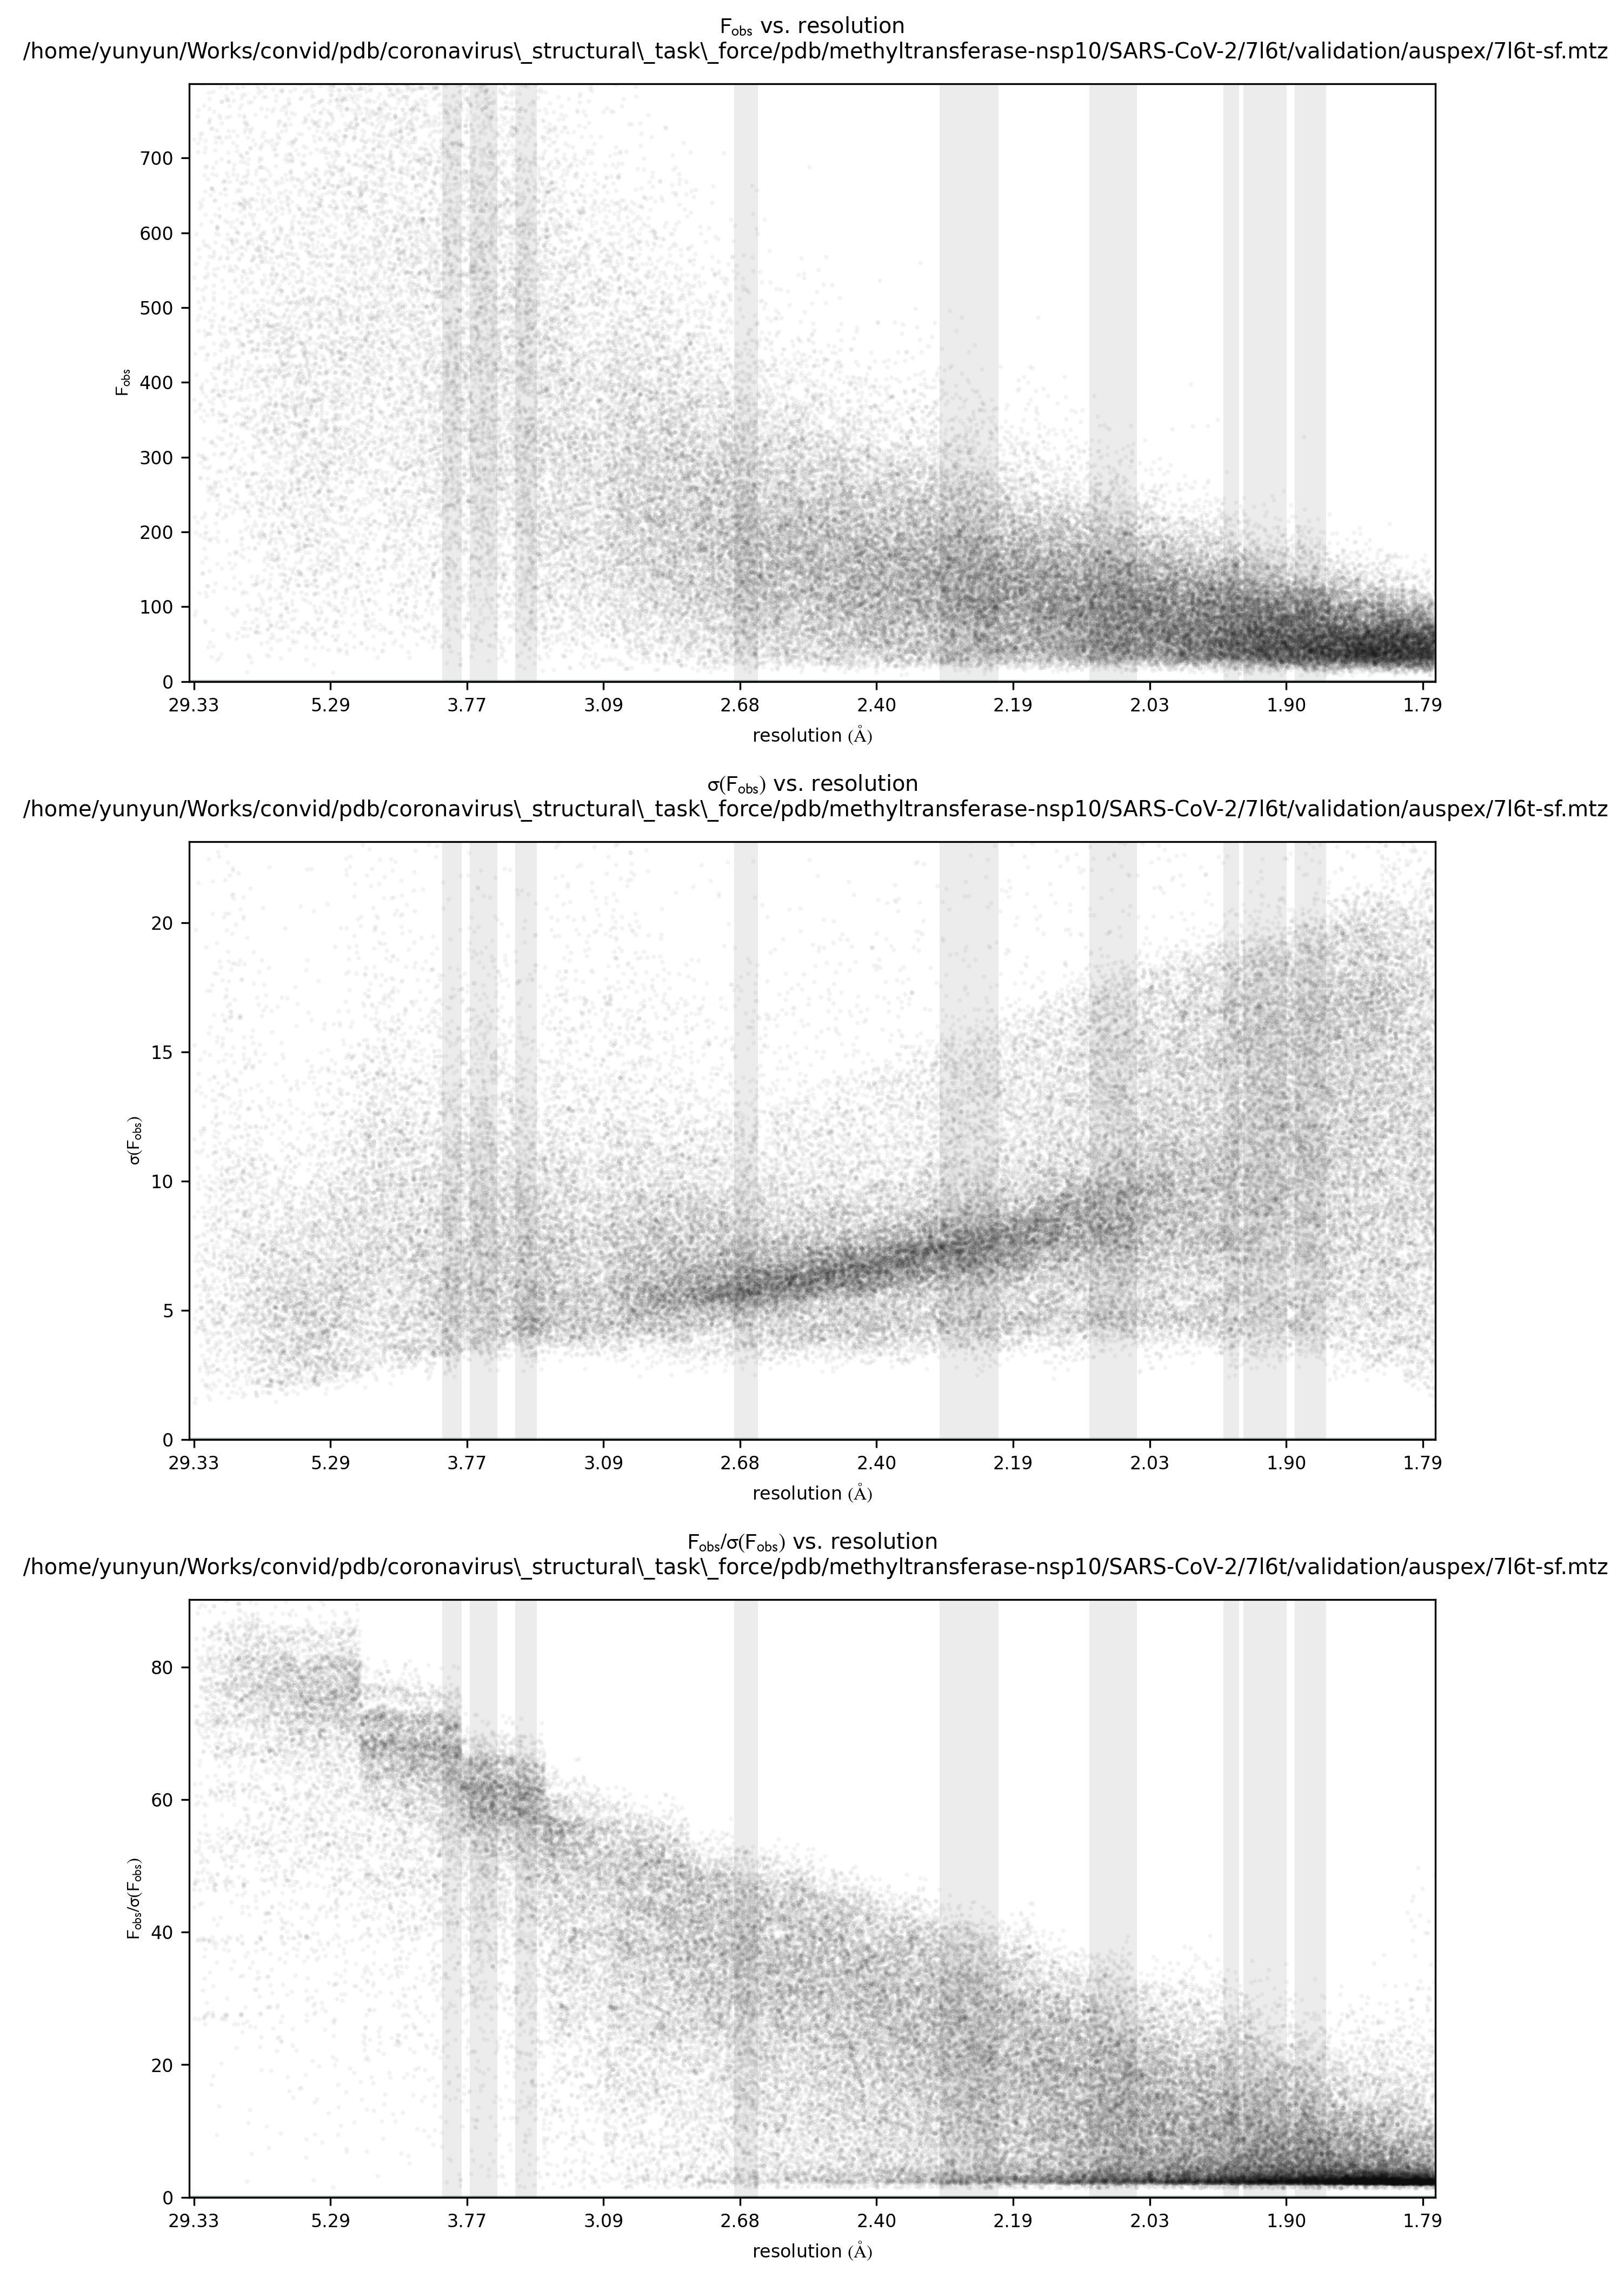 Fobs vs. resolution
/home/yunyun/Works/convid/pdb/coronavirus\_structural\_task\_force/pdb/methyltransferase-nsp10/SARS-CoV-2/7l6t/validation/auspex/7l6t-sf.mtz
700
600
500
400
300
200
100
0
Fobs
29.33 5.29 3.77 3.09 2.68 2.40 2.19 2.03 1.90 1.79
resolution (Å)
σ(Fobs) vs. resolution
/home/yunyun/Works/convid/pdb/coronavirus\_structural\_task\_force/pdb/methyltransferase-nsp10/SARS-CoV-2/7l6t/validation/auspex/7l6t-sf.mtz
20
15
10
5
0
σ(Fobs)
29.33 5.29 3.77 3.09 2.68 2.40 2.19 2.03 1.90 1.79
resolution (Å)
Fobs/σ(Fobs) vs. resolution
/home/yunyun/Works/convid/pdb/coronavirus\_structural\_task\_force/pdb/methyltransferase-nsp10/SARS-CoV-2/7l6t/validation/auspex/7l6t-sf.mtz
80
60
40
20
0
Fobs/σ(Fobs)
29.33 5.29 3.77 3.09 2.68 2.40 2.19 2.03 1.90 1.79
resolution (Å)